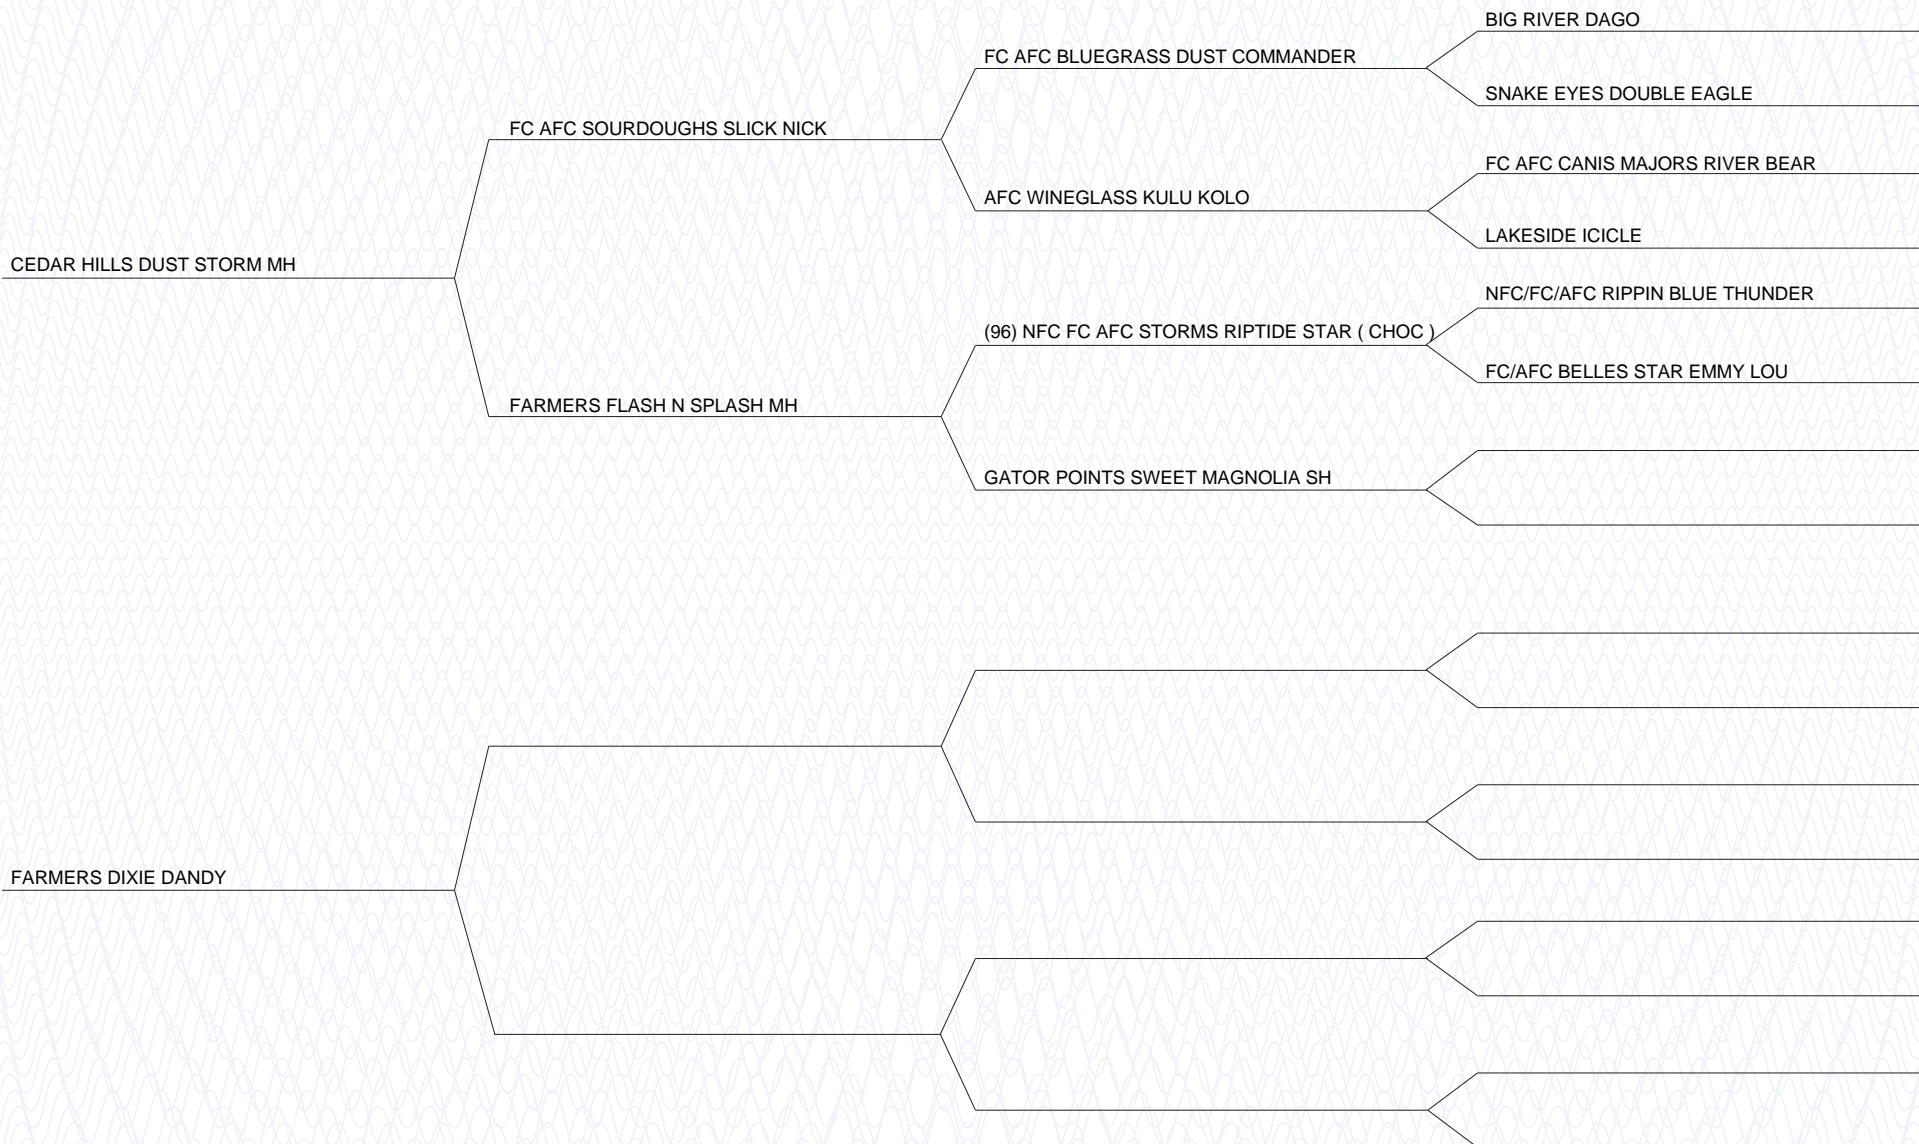 BIG RIVER DAGO
FC AFC BLUEGRASS DUST COMMANDER
SNAKE EYES DOUBLE EAGLE
FC AFC SOURDOUGHS SLICK NICK
FC AFC CANIS MAJORS RIVER BEAR
AFC WINEGLASS KULU KOLO
LAKESIDE ICICLE
CEDAR HILLS DUST STORM MH
NFC/FC/AFC RIPPIN BLUE THUNDER
(96) NFC FC AFC STORMS RIPTIDE STAR ( CHOC )
FC/AFC BELLES STAR EMMY LOU
FARMERS FLASH N SPLASH MH
GATOR POINTS SWEET MAGNOLIA SH
FARMERS DIXIE DANDY